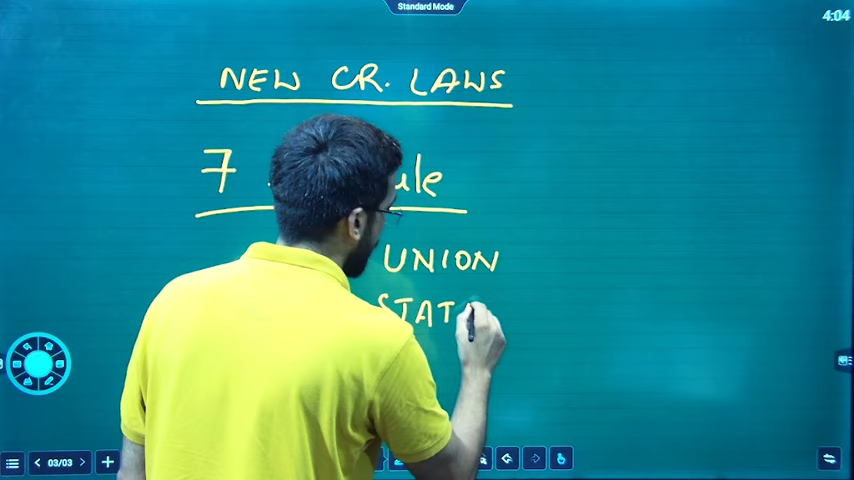 Standard Mode
4:04
NEW CR. LAWS
7 ule
UNION
STAT
03/03